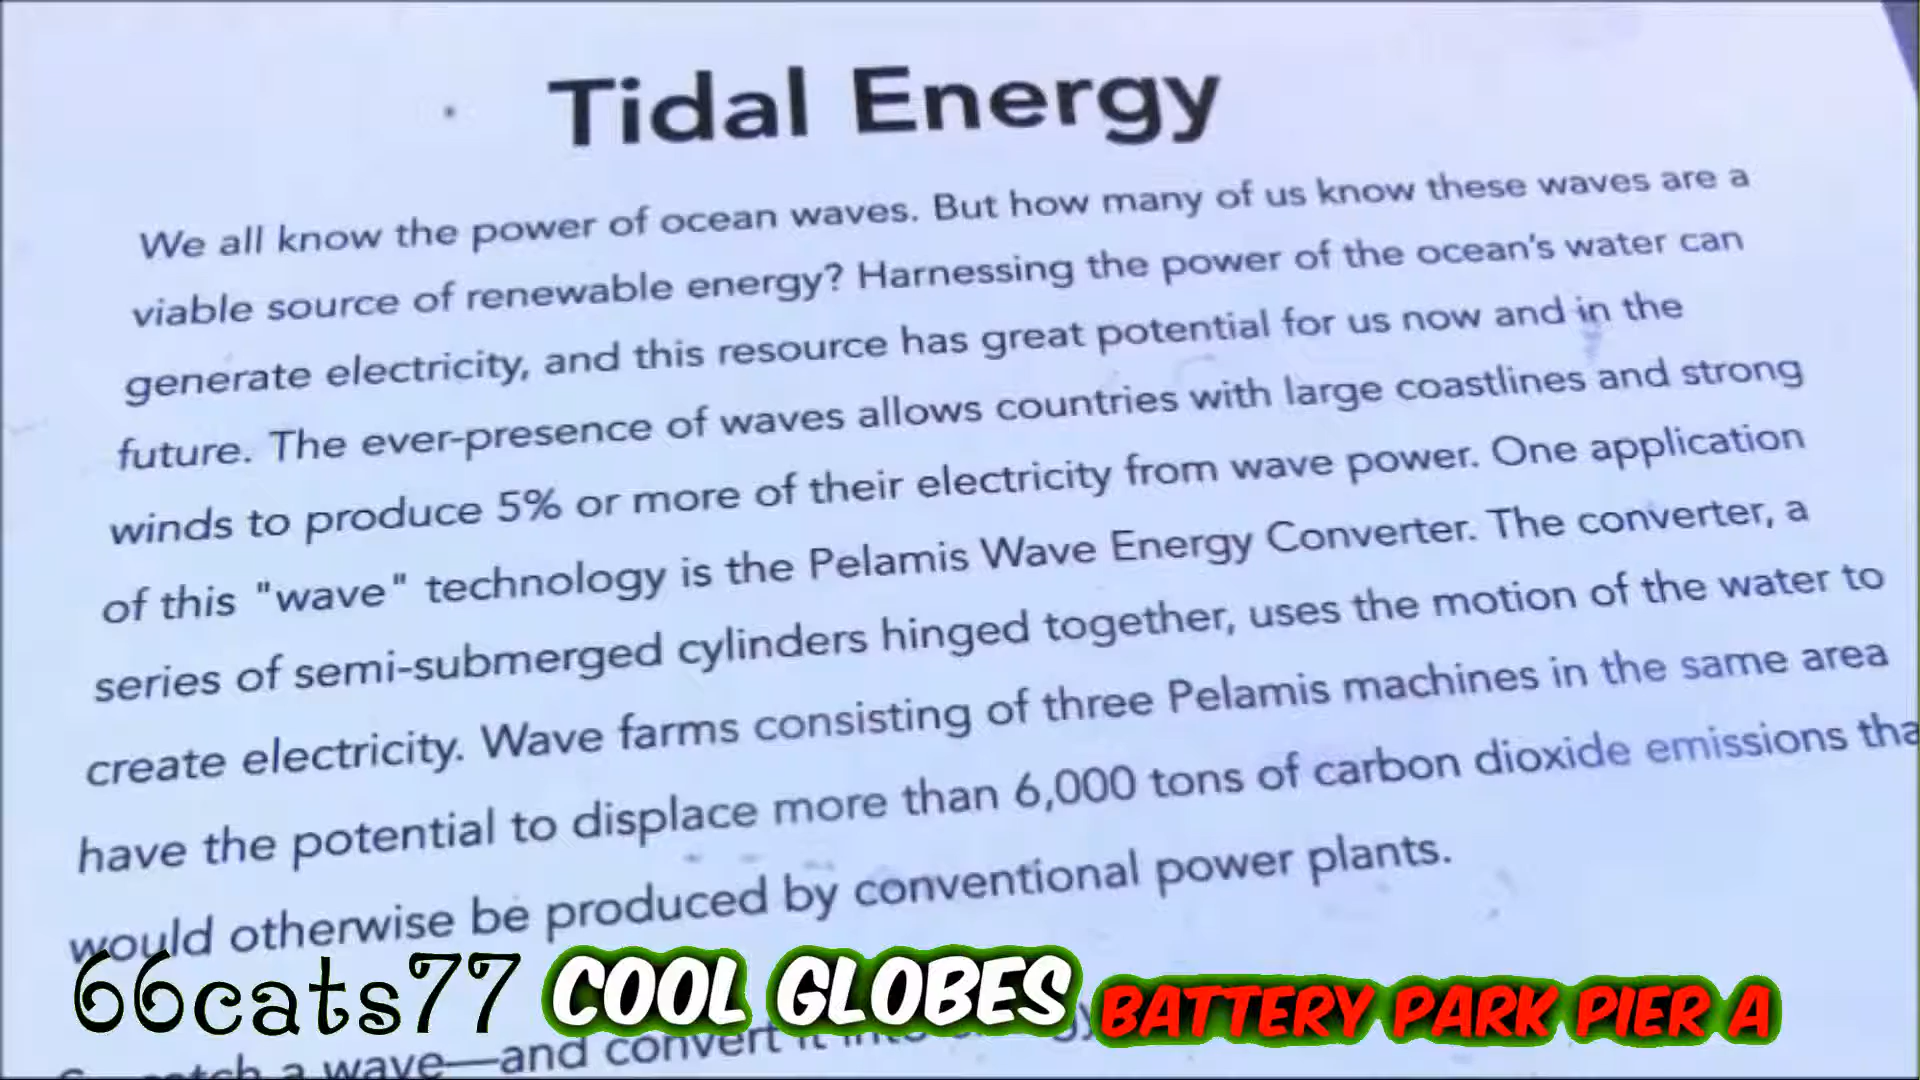 Tidal Energy
We all know the power of ocean waves. But how many of us know these waves are a
viable source of renewable energy? Harnessing the power of the ocean's water can
generate electricity, and this resource has great potential for us now and in the
future. The ever-presence of waves allows countries with large coastlines and strong
winds to produce 5% or more of their electricity from wave power. One application
of this "wave" technology is the Pelamis Wave Energy Converter. The converter, a
series of semi-submerged cylinders hinged together, uses the motion of the water to
create electricity. Wave farms consisting of three Pelamis machines in the same area
have the potential to displace more than 6,000 tons of carbon dioxide emissions tha
would otherwise be produced by conventional power plants.
66cats77 COOL GLOBES BATTERY PARK PIER A
a wave—and convert it